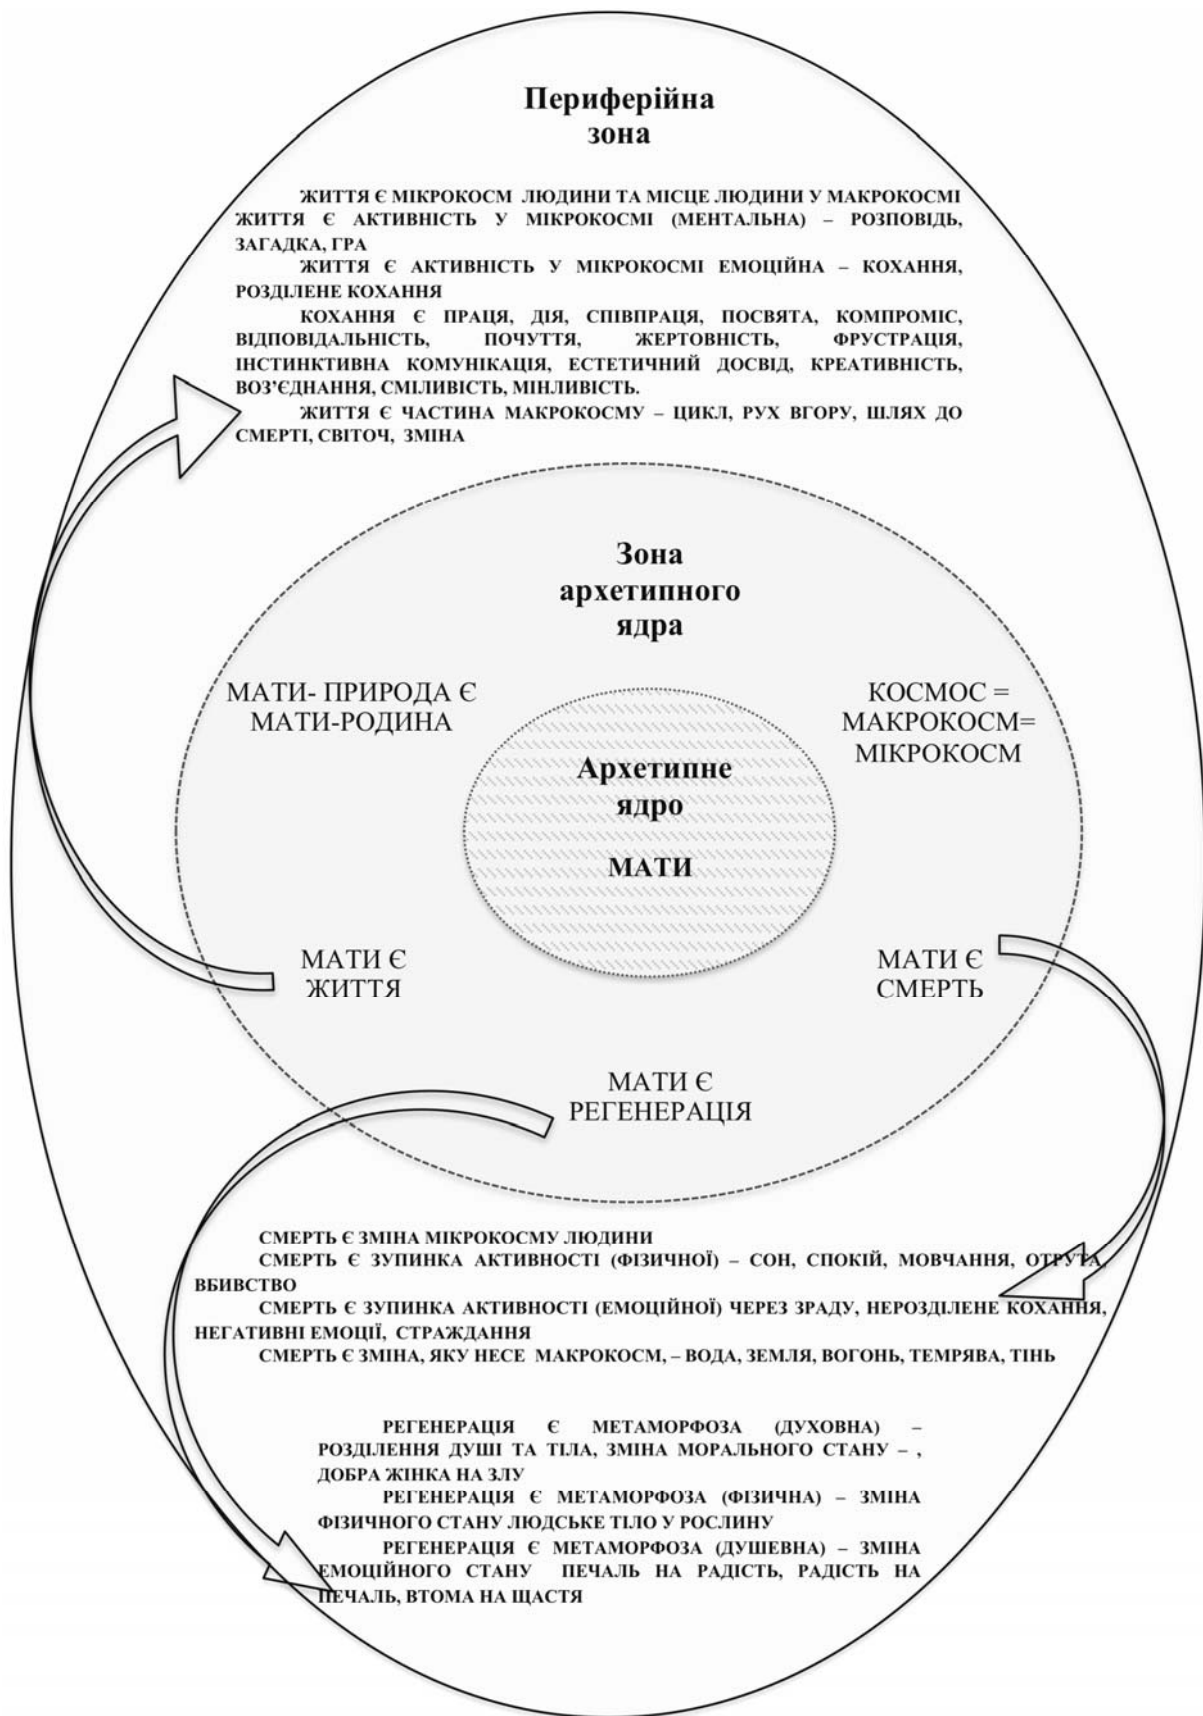 Периферійна
зона
ЖИТТЯ Є МІКРОКОСМ ЛЮДИНИ ТА МІСЦЕ ЛЮДИНИ У МАКРОКОСМІ
ЖИТТЯ Є АКТИВНІСТЬ У МІКРОКОСМІ (МЕНТАЛЬНА) – РОЗПОВІДЬ,
ЗАГАДКА, ГРА
ЖИТТЯ Є АКТИВНІСТЬ У МІКРОКОСМІ ЕМОЦІЙНА – КОХАННЯ,
РОЗДІЛЕНЕ КОХАННЯ
КОХАННЯ Є ПРАЦЯ, ДІЯ, СПІВПРАЦЯ, ПОСВЯТА, КОМПРОМІС,
ВІДПОВІДАЛЬНІСТЬ, ПОЧУТТЯ, ЖЕРТОВНІСТЬ, ФРУСТРАЦІЯ,
ІНСТИНКТИВНА КОМУНІКАЦІЯ, ЕСТЕТИЧНИЙ ДОСВІД, КРЕАТИВНІСТЬ,
ВОЗ’ЄДНАННЯ, СМІЛИВІСТЬ, МІНЛИВІСТЬ.
ЖИТТЯ Є ЧАСТИНА МАКРОКОСМУ – ЦИКЛ, РУХ ВГОРУ, ШЛЯХ ДО
СМЕРТІ, СВІТОЧ, ЗМІНА
Зона
архетипного
ядра
МАТИ- ПРИРОДА Є
МАТИ-РОДИНА
КОСМОС =
МАКРОКОСМ=
МІКРОКОСМ
Архетипне
ядро
МАТИ
МАТИ Є
ЖИТТЯ
МАТИ Є
СМЕРТЬ
МАТИ Є
РЕГЕНЕРАЦІЯ
СМЕРТЬ Є ЗМІНА МІКРОКОСМУ ЛЮДИНИ
СМЕРТЬ Є ЗУПИНКА АКТИВНОСТІ (ФІЗИЧНОЇ) – СОН, СПОКІЙ, МОВЧАННЯ, ОТРУТА,
ВБИВСТВО
СМЕРТЬ Є ЗУПИНКА АКТИВНОСТІ (ЕМОЦІЙНОЇ) ЧЕРЕЗ ЗРАДУ, НЕРОЗДІЛЕНЕ КОХАННЯ,
НЕГАТИВНІ ЕМОЦІЇ, СТРАЖДАННЯ
СМЕРТЬ Є ЗМІНА, ЯКУ НЕСЕ МАКРОКОСМ, – ВОДА, ЗЕМЛЯ, ВОГОНЬ, ТЕМРЯВА, ТІНЬ
РЕГЕНЕРАЦІЯ Є МЕТАМОРФОЗА (ДУХОВНА) –
РОЗДІЛЕННЯ ДУШІ ТА ТІЛА, ЗМІНА МОРАЛЬНОГО СТАНУ – ,
ДОБРА ЖІНКА НА ЗЛУ
РЕГЕНЕРАЦІЯ Є МЕТАМОРФОЗА (ФІЗИЧНА) – ЗМІНА
ФІЗИЧНОГО СТАНУ ЛЮДСЬКЕ ТІЛО У РОСЛИНУ
РЕГЕНЕРАЦІЯ Є МЕТАМОРФОЗА (ДУШЕВНА) – ЗМІНА
ЕМОЦІЙНОГО СТАНУ ПЕЧАЛЬ НА РАДІСТЬ, РАДІСТЬ НА
ПЕЧАЛЬ, ВТОМА НА ЩАСТЯ